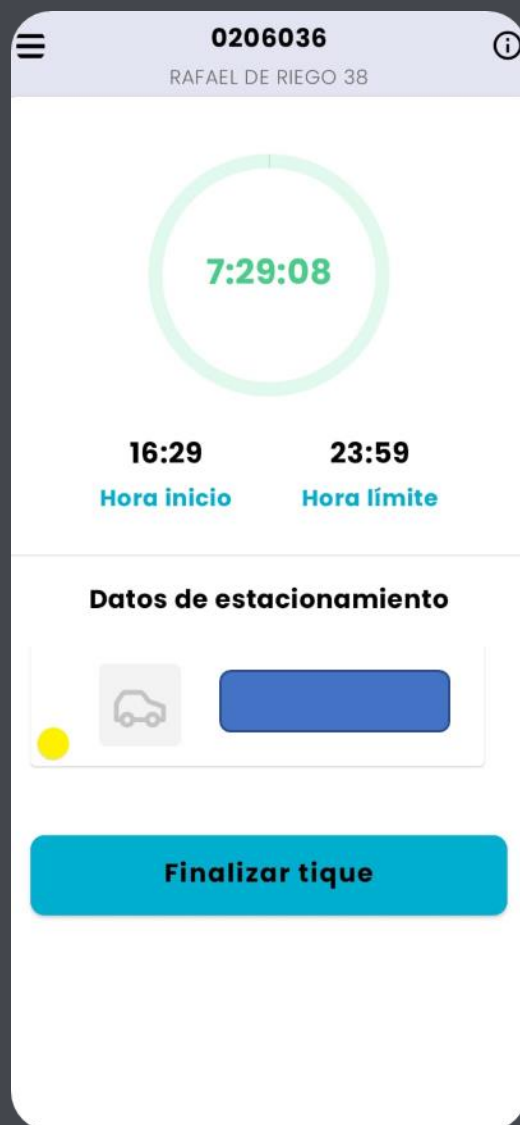 0206036
RAFAEL DE RIEGO 38
7:29:08
16:29 23:59
Hora inicio Hora límite
Datos de estacionamiento
Finalizar tique